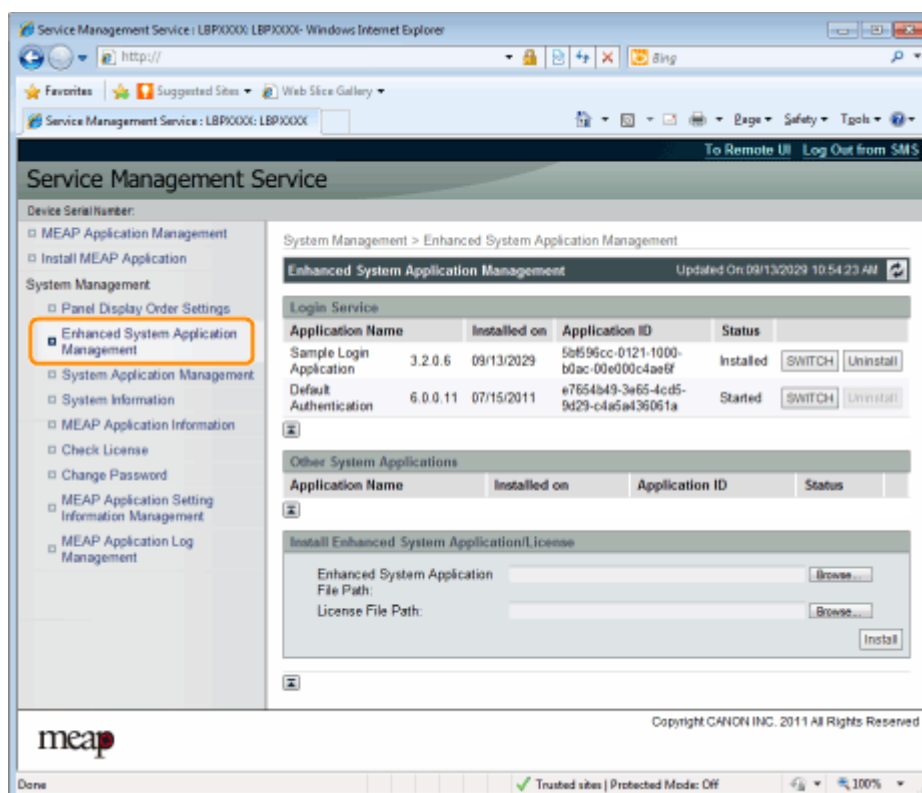 Service Management Service : LBPXXXX: LBPXXXX- Windows Internet Explorer
http://
Bing
Favorites Suggested Sites Web Slice Gallery
Service Management Service : LBPXXXX: LBPXXXX
Page Safety Tools
To Remote UI Log Out from SMS
Service Management Service
Device Serial Number:
MEAP Application Management
Install MEAP Application
System Management
Panel Display Order Settings
Enhanced System Application
Management
System Application Management
System Information
MEAP Application Information
Check License
Change Password
MEAP Application Setting
Information Management
MEAP Application Log
Management
System Management > Enhanced System Application Management
Enhanced System Application Management Updated On:09/13/2029 10:54:23 AM
Login Service
Application Name Installed on Application ID Status
Sample Login
Application 3.2.0.6 09/13/2029 5bf596cc-0121-1000-
b0ac-00e000c4ae6f Installed SWITCH Uninstall
Default
Authentication 6.0.0.11 07/15/2011 e7654b49-3e65-4cd5-
9d29-c4a5a436061a Started SWITCH Uninstall
Other System Applications
Application Name Installed on Application ID Status
Install Enhanced System Application/License
Enhanced System Application
File Path: Browse...
License File Path: Browse...
Install
meap
Copyright CANON INC. 2011 All Rights Reserved
Done Trusted sites | Protected Mode: Off 100%